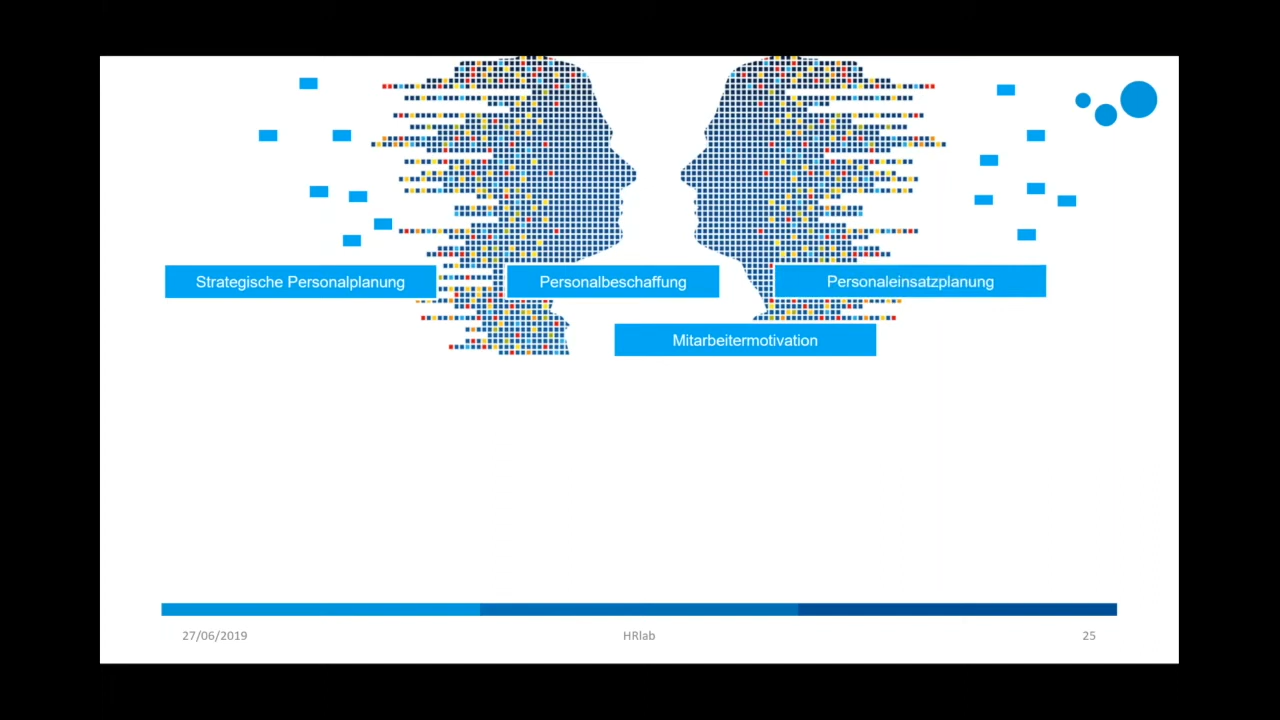 Strategische Personalplanung
Personalbeschaffung
Personaleinsatzplanung
Mitarbeitermotivation
27/06/2019
HRlab
25